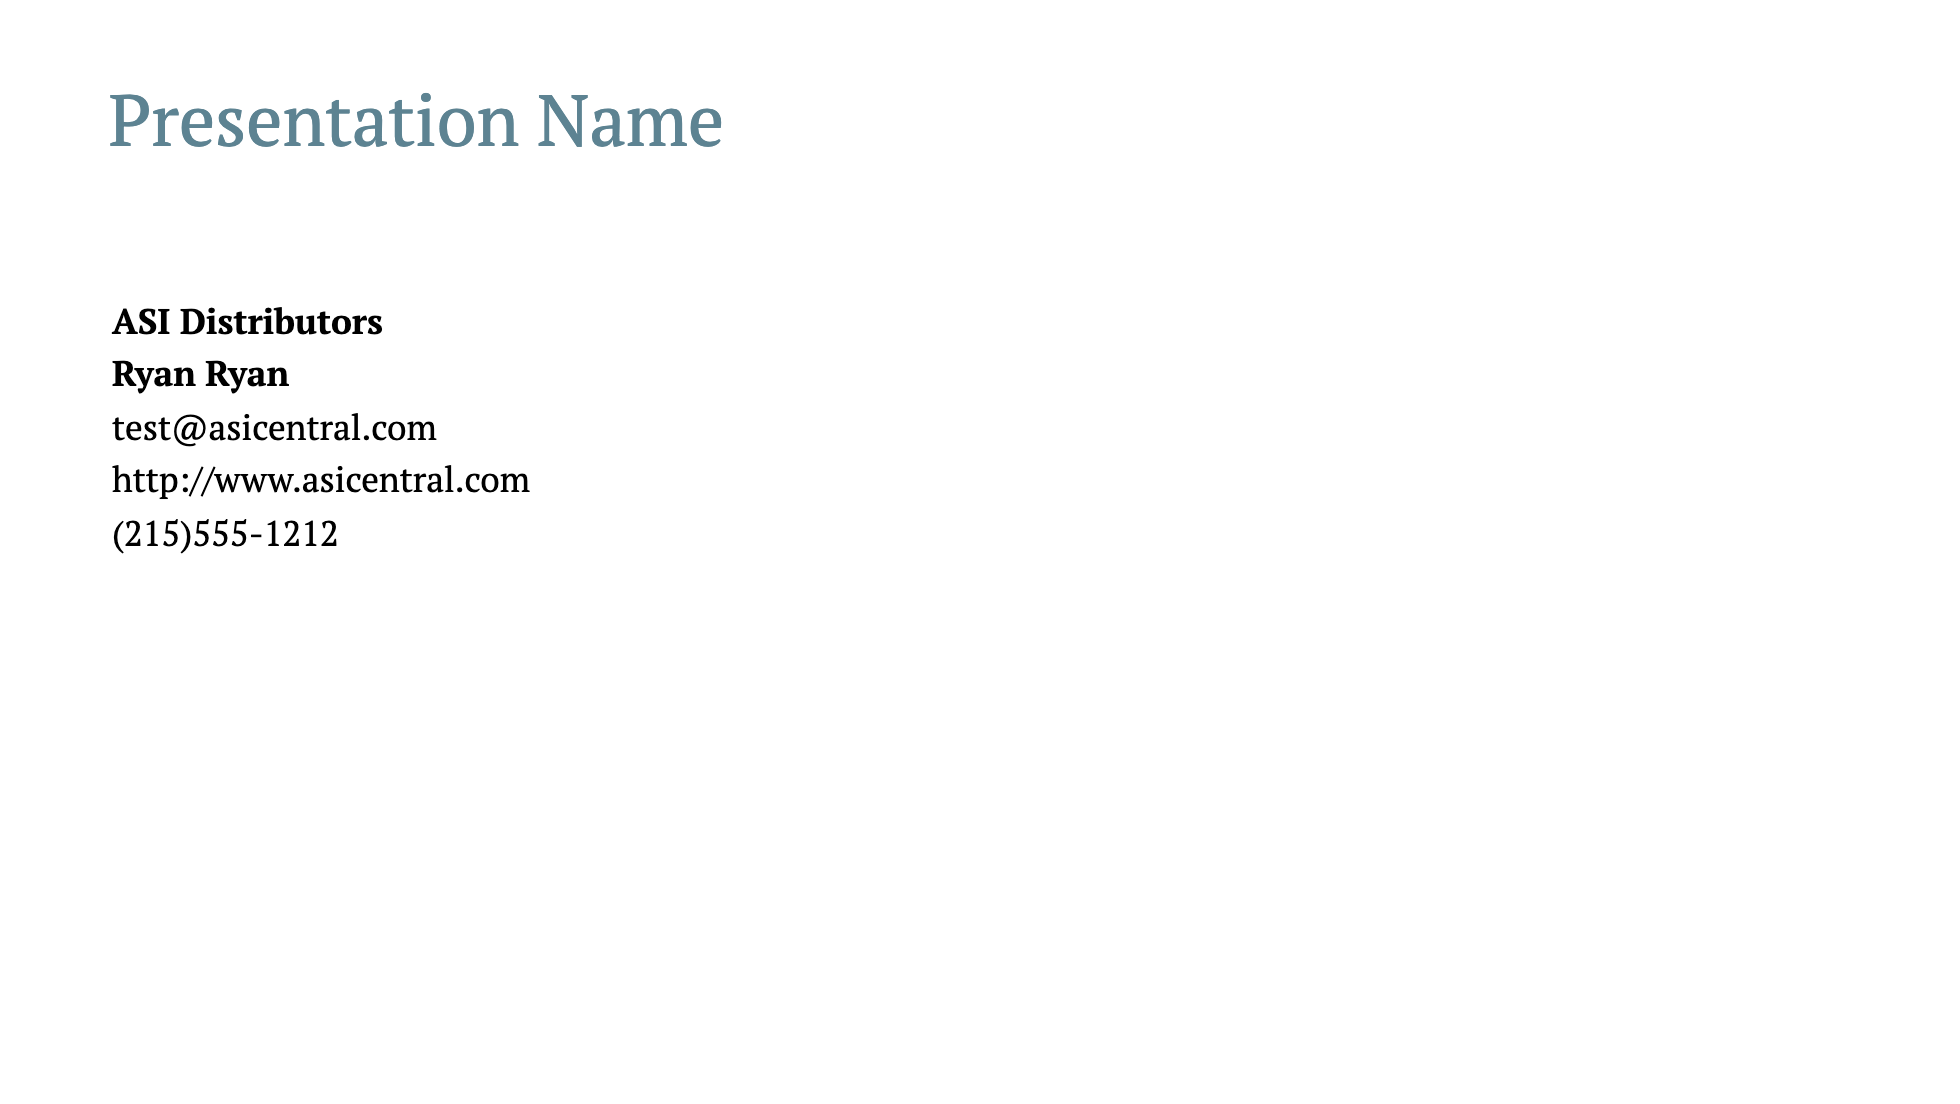 Presentation Name
ASI Distributors
Ryan Ryan
test@asicentral.com
http://www.asicentral.com
(215)555-1212